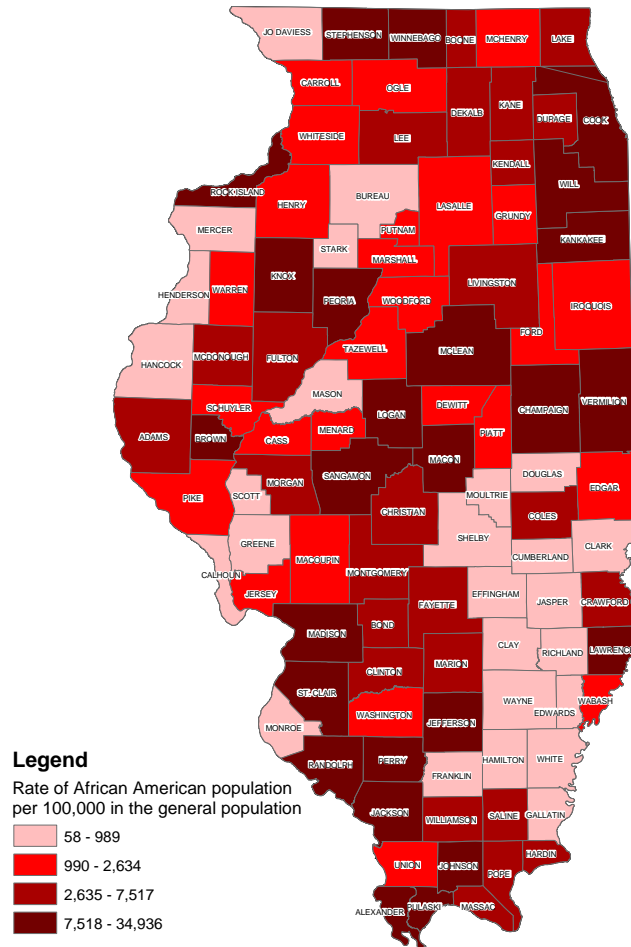 JO DAVIESS
STEPHENSON
WINNEBAGO
BOONE
MCHENRY
LAKE
CARROLL
OGLE
DEKALB
KANE
DUPAGE
COOK
WHITESIDE
LEE
KENDALL
WILL
ROCK ISLAND
HENRY
BUREAU
LASALLE
GRUNDY
MERCER
PUTNAM
STARK
KANKAKEE
MARSHALL
KNOX
LIVINGSTON
HENDERSON
WARREN
PEORIA
WOODFORD
IROQUOIS
FORD
TAZEWELL
MCLEAN
HANCOCK
MCDONOUGH
FULTON
MASON
VERMILION
SCHUYLER
LOGAN
DEWITT
CHAMPAIGN
ADAMS
BROWN
CASS
MENARD
PIATT
MACON
SANGAMON
DOUGLAS
MORGAN
EDGAR
PIKE
SCOTT
MOULTRIE
CHRISTIAN
COLES
SHELBY
GREENE
MACOUPIN
CUMBERLAND
CLARK
CALHOUN
MONTGOMERY
JERSEY
EFFINGHAM
JASPER
CRAWFORD
FAYETTE
BOND
MADISON
CLAY
RICHLAND
LAWRENCE
MARION
CLINTON
ST. CLAIR
WAYNE
WABASH
WASHINGTON
EDWARDS
JEFFERSON
MONROE
RANDOLPH
PERRY
HAMILTON
WHITE
FRANKLIN
JACKSON
WILLIAMSON
SALINE
GALLATIN
HARDIN
UNION
JOHNSON
POPE
ALEXANDER
PULASKI
MASSAC
Legend
Rate of African American population
per 100,000 in the general population
58 - 989
990 - 2,634
2,635 - 7,517
7,518 - 34,936